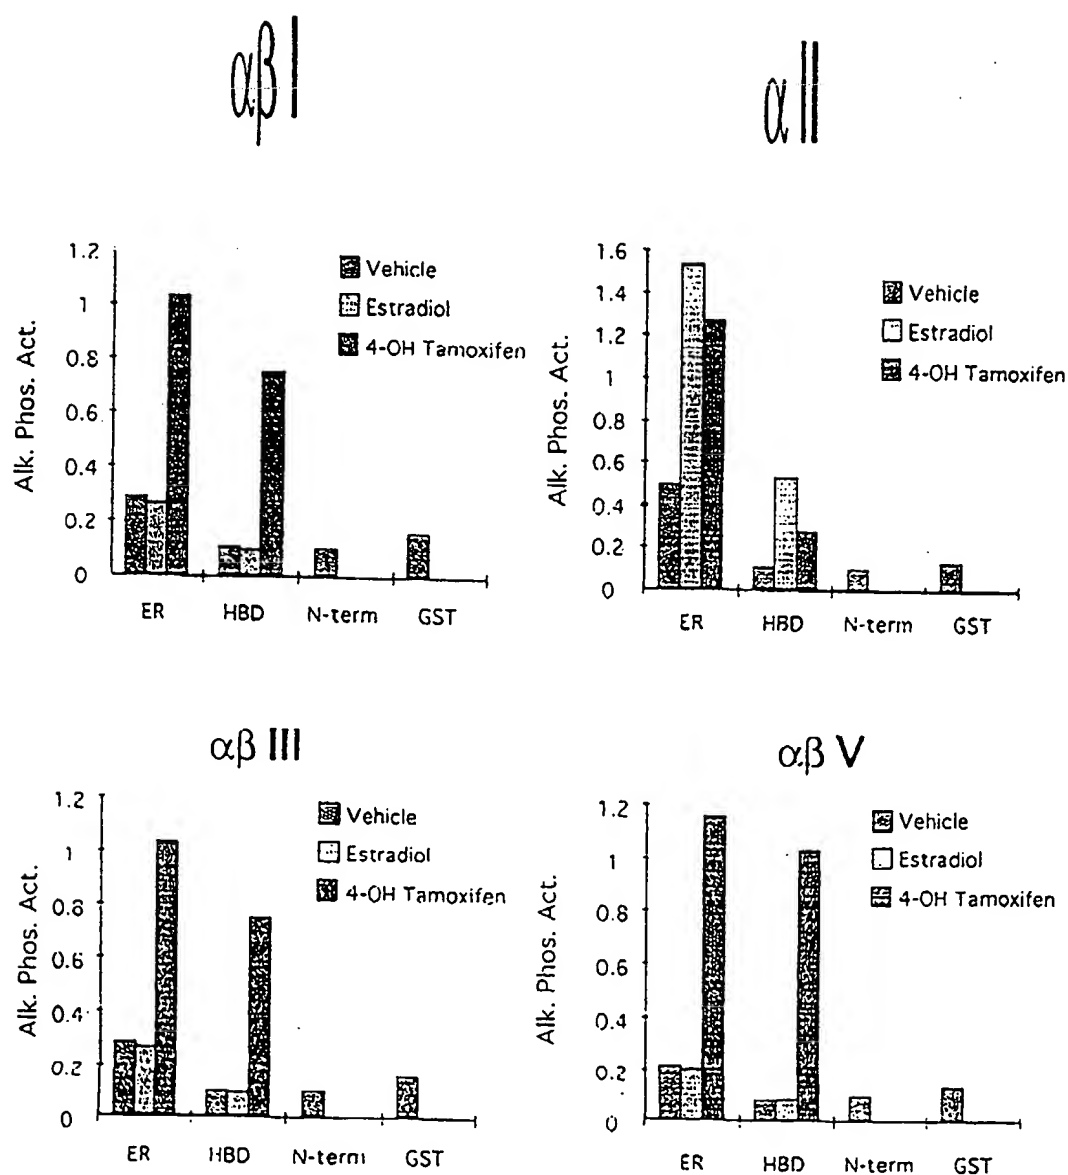 αβ I
α II
Alk. Phos. Act.
1.2
1
0.8
0.6
0.4
0.2
0
Vehicle
Estradiol
4-OH Tamoxifen
ER HBD N-term GST
Alk. Phos. Act.
1.6
1.4
1.2
1
0.8
0.6
0.4
0.2
0
Vehicle
Estradiol
4-OH Tamoxifen
ER HBD N-term GST
αβ III
αβ V
Alk. Phos. Act.
1.2
1
0.8
0.6
0.4
0.2
0
Vehicle
Estradiol
4-OH Tamoxifen
ER HBD N-term GST
Alk. Phos. Act.
1.2
1
0.8
0.6
0.4
0.2
0
Vehicle
Estradiol
4-OH Tamoxifen
ER HBD N-term GST